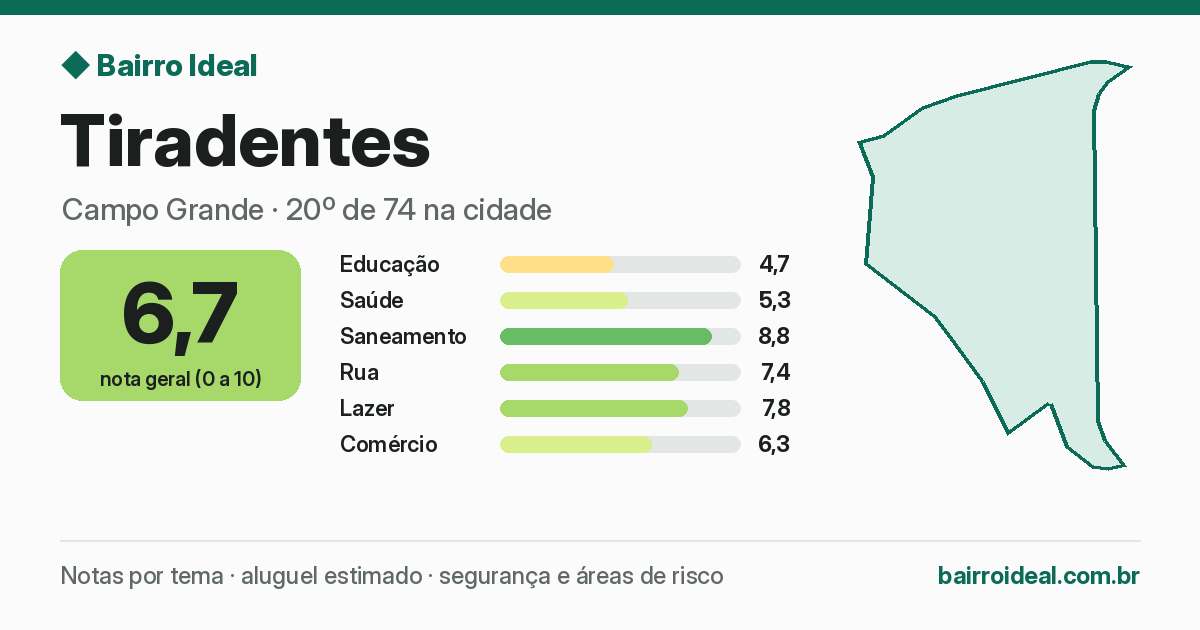 Bairro Ideal
Tiradentes
Campo Grande · 20º de 74 na cidade
6,7
nota geral (0 a 10)
Educação 4,7
Saúde 5,3
Saneamento 8,8
Rua 7,4
Lazer 7,8
Comércio 6,3
Notas por tema · aluguel estimado · segurança e áreas de risco
bairroideal.com.br